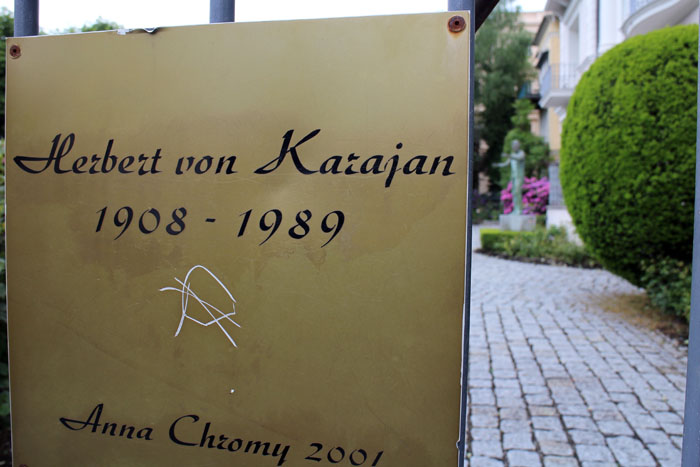 Herbert von Karajan
1908 - 1989
Anna Chromy 2001